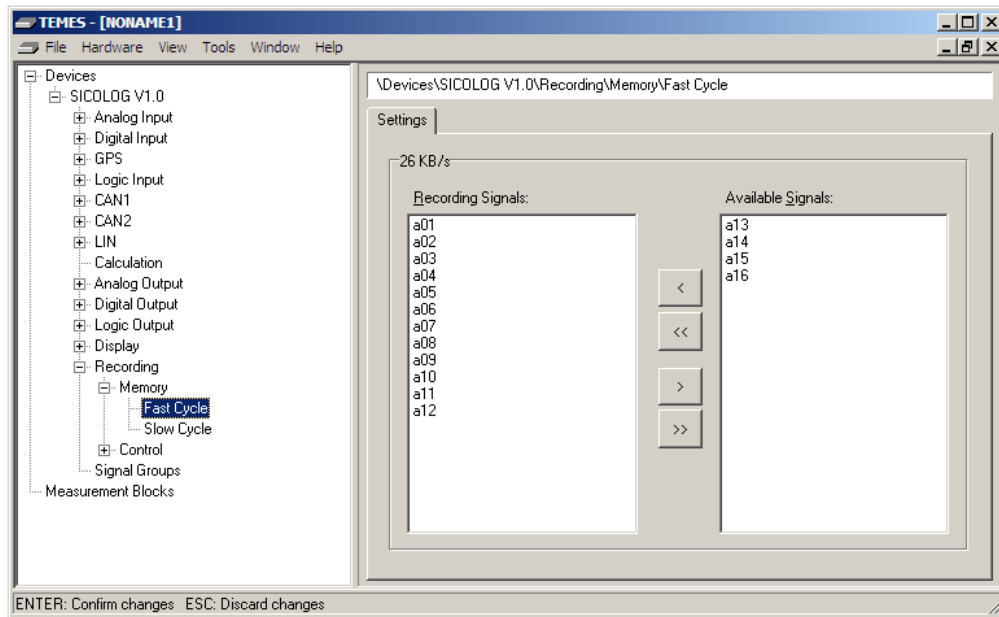 TEMES - [NONAME1]
File Hardware View Tools Window Help
Devices
SICOLOG V1.0
Analog Input
Digital Input
GPS
Logic Input
CAN1
CAN2
LIN
Calculation
Analog Output
Digital Output
Logic Output
Display
Recording
Memory
Fast Cycle
Slow Cycle
Control
Signal Groups
Measurement Blocks
\Devices\SICOLOG V1.0\Recording\Memory\Fast Cycle
Settings
26 KB/s
Recording Signals:
a01
a02
a03
a04
a05
a06
a07
a08
a09
a10
a11
a12
<
<<
>
>>
Available Signals:
a13
a14
a15
a16
ENTER: Confirm changes ESC: Discard changes